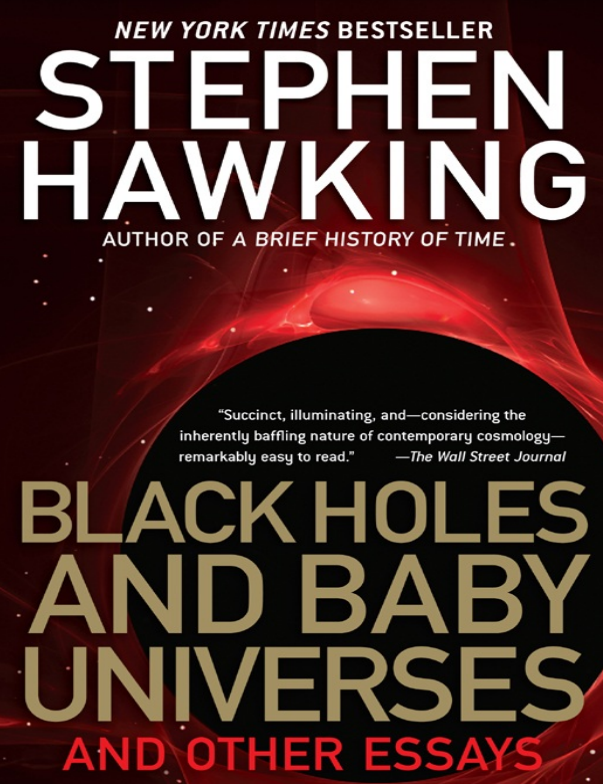 NEW YORK TIMES BESTSELLER
STEPHEN
HAWKING
AUTHOR OF A BRIEF HISTORY OF TIME.
“Succinct, illuminating, and—considering the
inherently baffling nature of contemporary cosmology—
remarkably easy to read.” —The Wall Street Journal
BLACK HOLES
AND BABY
UNIVERSES
AND OTHER ESSAYS